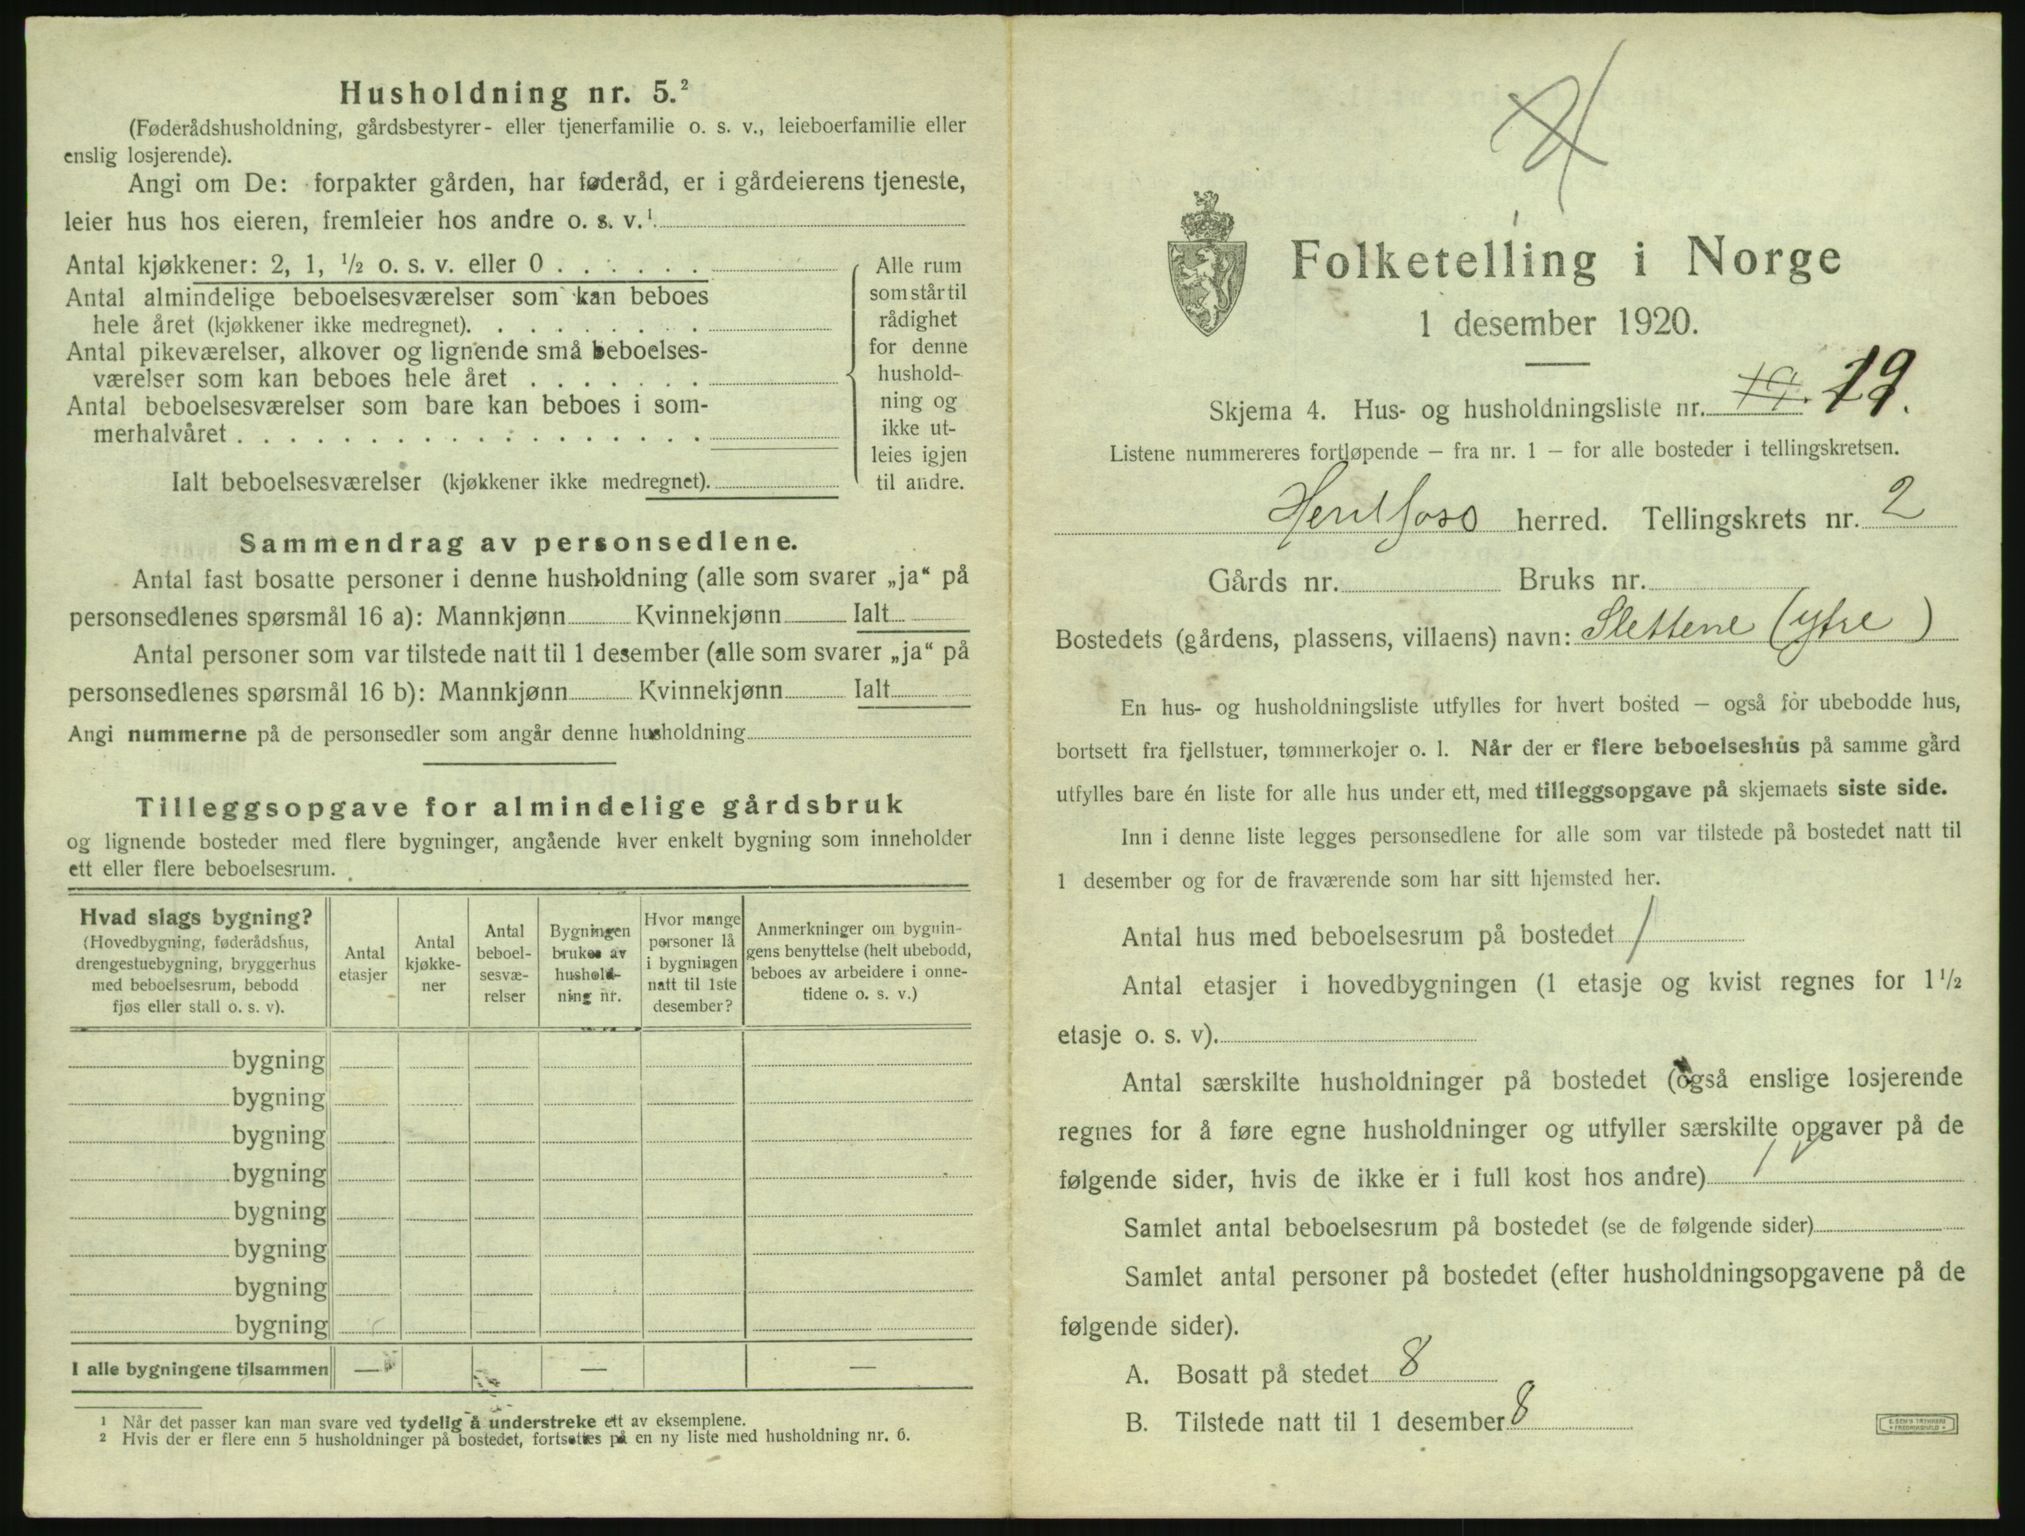 Husholdning nr. 5.²
(Føderådshusholdning, gårdsbestyrer- eller tjenerfamilie o. s. v., leieboerfamilie eller
enslig losjerende).
Angi om De: forpakter gården, har føderåd, er i gårdeierens tjeneste,
leier hus hos eieren, fremleier hos andre o. s. v.¹
Antal kjøkkener: 2, 1, ½ o. s. v. eller 0 . . . . . .
Antal almindelige beboelsesværelser som kan beboes
hele året (kjøkkener ikke medregnet). . . . . . . . .
Antal pikeværelser, alkover og lignende små beboelses-
værelser som kan beboes hele året . . . . . . .
Antal beboelsesværelser som bare kan beboes i som-
merhalvåret . . . . . . . . . . . . . . . . . .
Ialt beboelsesværelser (kjøkkener ikke medregnet).
Alle rum
som står til
rådighet
for denne
hushold-
ning og
ikke ut-
leies igjen
til andre.
Sammendrag av personsedlene.
Antal fast bosatte personer i denne husholdning (alle som svarer „ja“ på
personsedlenes spørsmål 16 a): Mannkjønn Kvinnekjønn Ialt
Antal personer som var tilstede natt til 1 desember (alle som svarer „ja“ på
personsedlenes spørsmål 16 b): Mannkjønn Kvinnekjønn Ialt
Angi nummerne på de personsedler som angår denne husholdning
Tilleggsopgave for almindelige gårdsbruk
og lignende bosteder med flere bygninger, angående hver enkelt bygning som inneholder
ett eller flere beboelsesrum.
Hvad slags bygning?
(Hovedbygning, føderådshus,
drengestuebygning, bryggerhus
med beboelsesrum, bebodd
fjøs eller stall o. s. v).
Antal
etasjer
Antal
kjøkke-
ner
Antal
beboel-
sesvæ-
relser
Bygningen
brukes av
hushold-
ning nr.
Hvor mange
personer lå
i bygningen
natt til 1ste
desember?
Anmerkninger om bygnin-
gens benyttelse (helt ubebodd,
beboes av arbeidere i onne-
tidene o. s. v.)
bygning
bygning
bygning
bygning
bygning
bygning
bygning
bygning
I alle bygningene tilsammen — — —
¹ Når det passer kan man svare ved tydelig å understreke ett av eksemplene.
² Hvis der er flere enn 5 husholdninger på bostedet, fortsettes på en ny liste med husholdning nr. 6.
Folketelling i Norge
1 desember 1920.
Skjema 4. Hus- og husholdningsliste nr. 19.
Listene nummereres fortløpende — fra nr. 1 — for alle bosteder i tellingskretsen.
herred. Tellingskrets nr. 2
Gårds nr. Bruks nr.
Bostedets (gårdens, plassens, villaens) navn: Slettene (ytre)
En hus- og husholdningsliste utfylles for hvert bosted — også for ubebodde hus,
bortsett fra fjellstuer, tømmerkojer o. l. Når der er flere beboelseshus på samme gård
utfylles bare én liste for alle hus under ett, med tilleggsopgave på skjemaets siste side.
Inn i denne liste legges personsedlene for alle som var tilstede på bostedet natt til
1 desember og for de fraværende som har sitt hjemsted her.
Antal hus med beboelsesrum på bostedet 1
Antal etasjer i hovedbygningen (1 etasje og kvist regnes for 1½
etasje o. s. v).
Antal særskilte husholdninger på bostedet (også enslige losjerende
regnes for å føre egne husholdninger og utfyller særskilte opgaver på de
følgende sider, hvis de ikke er i full kost hos andre) 1
Samlet antal beboelsesrum på bostedet (se de følgende sider)
Samlet antal personer på bostedet (efter husholdningsopgavene på de
følgende sider).
A. Bosatt på stedet 8
B. Tilstede natt til 1 desember 8